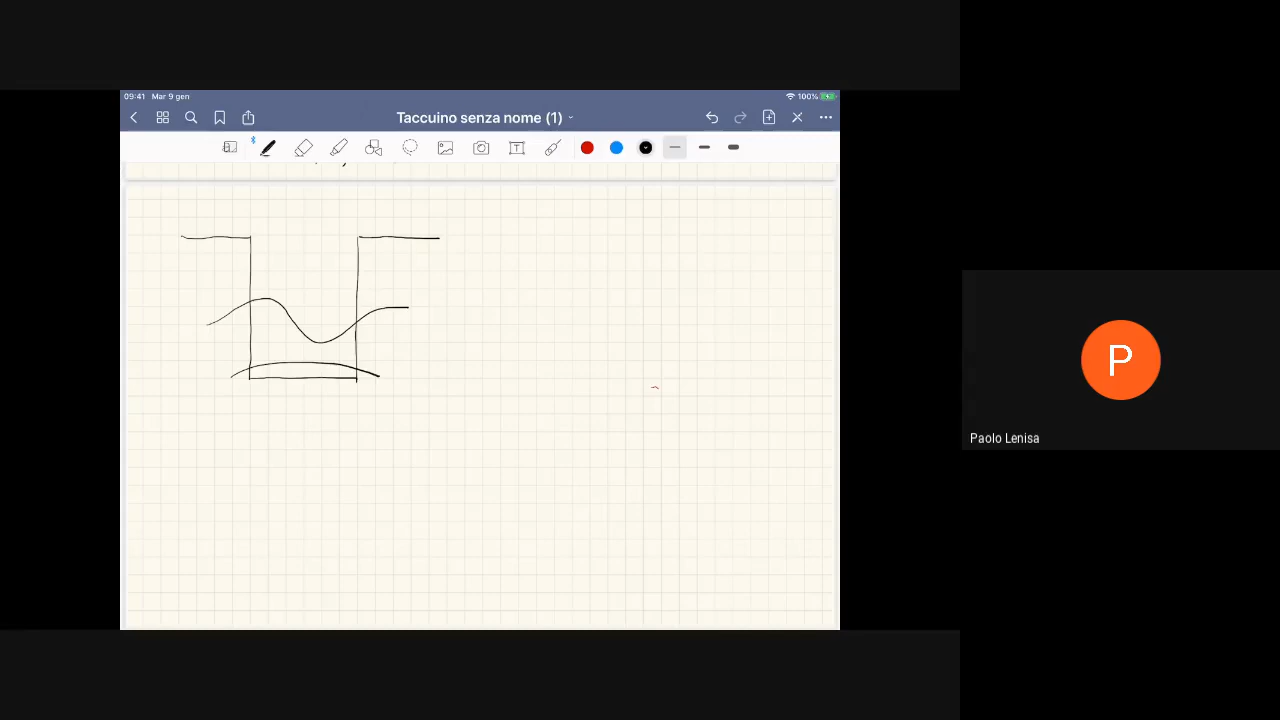 09:41 Mar 9 gen
100%
Taccuino senza nome (1)
T
P
Paolo Lenisa